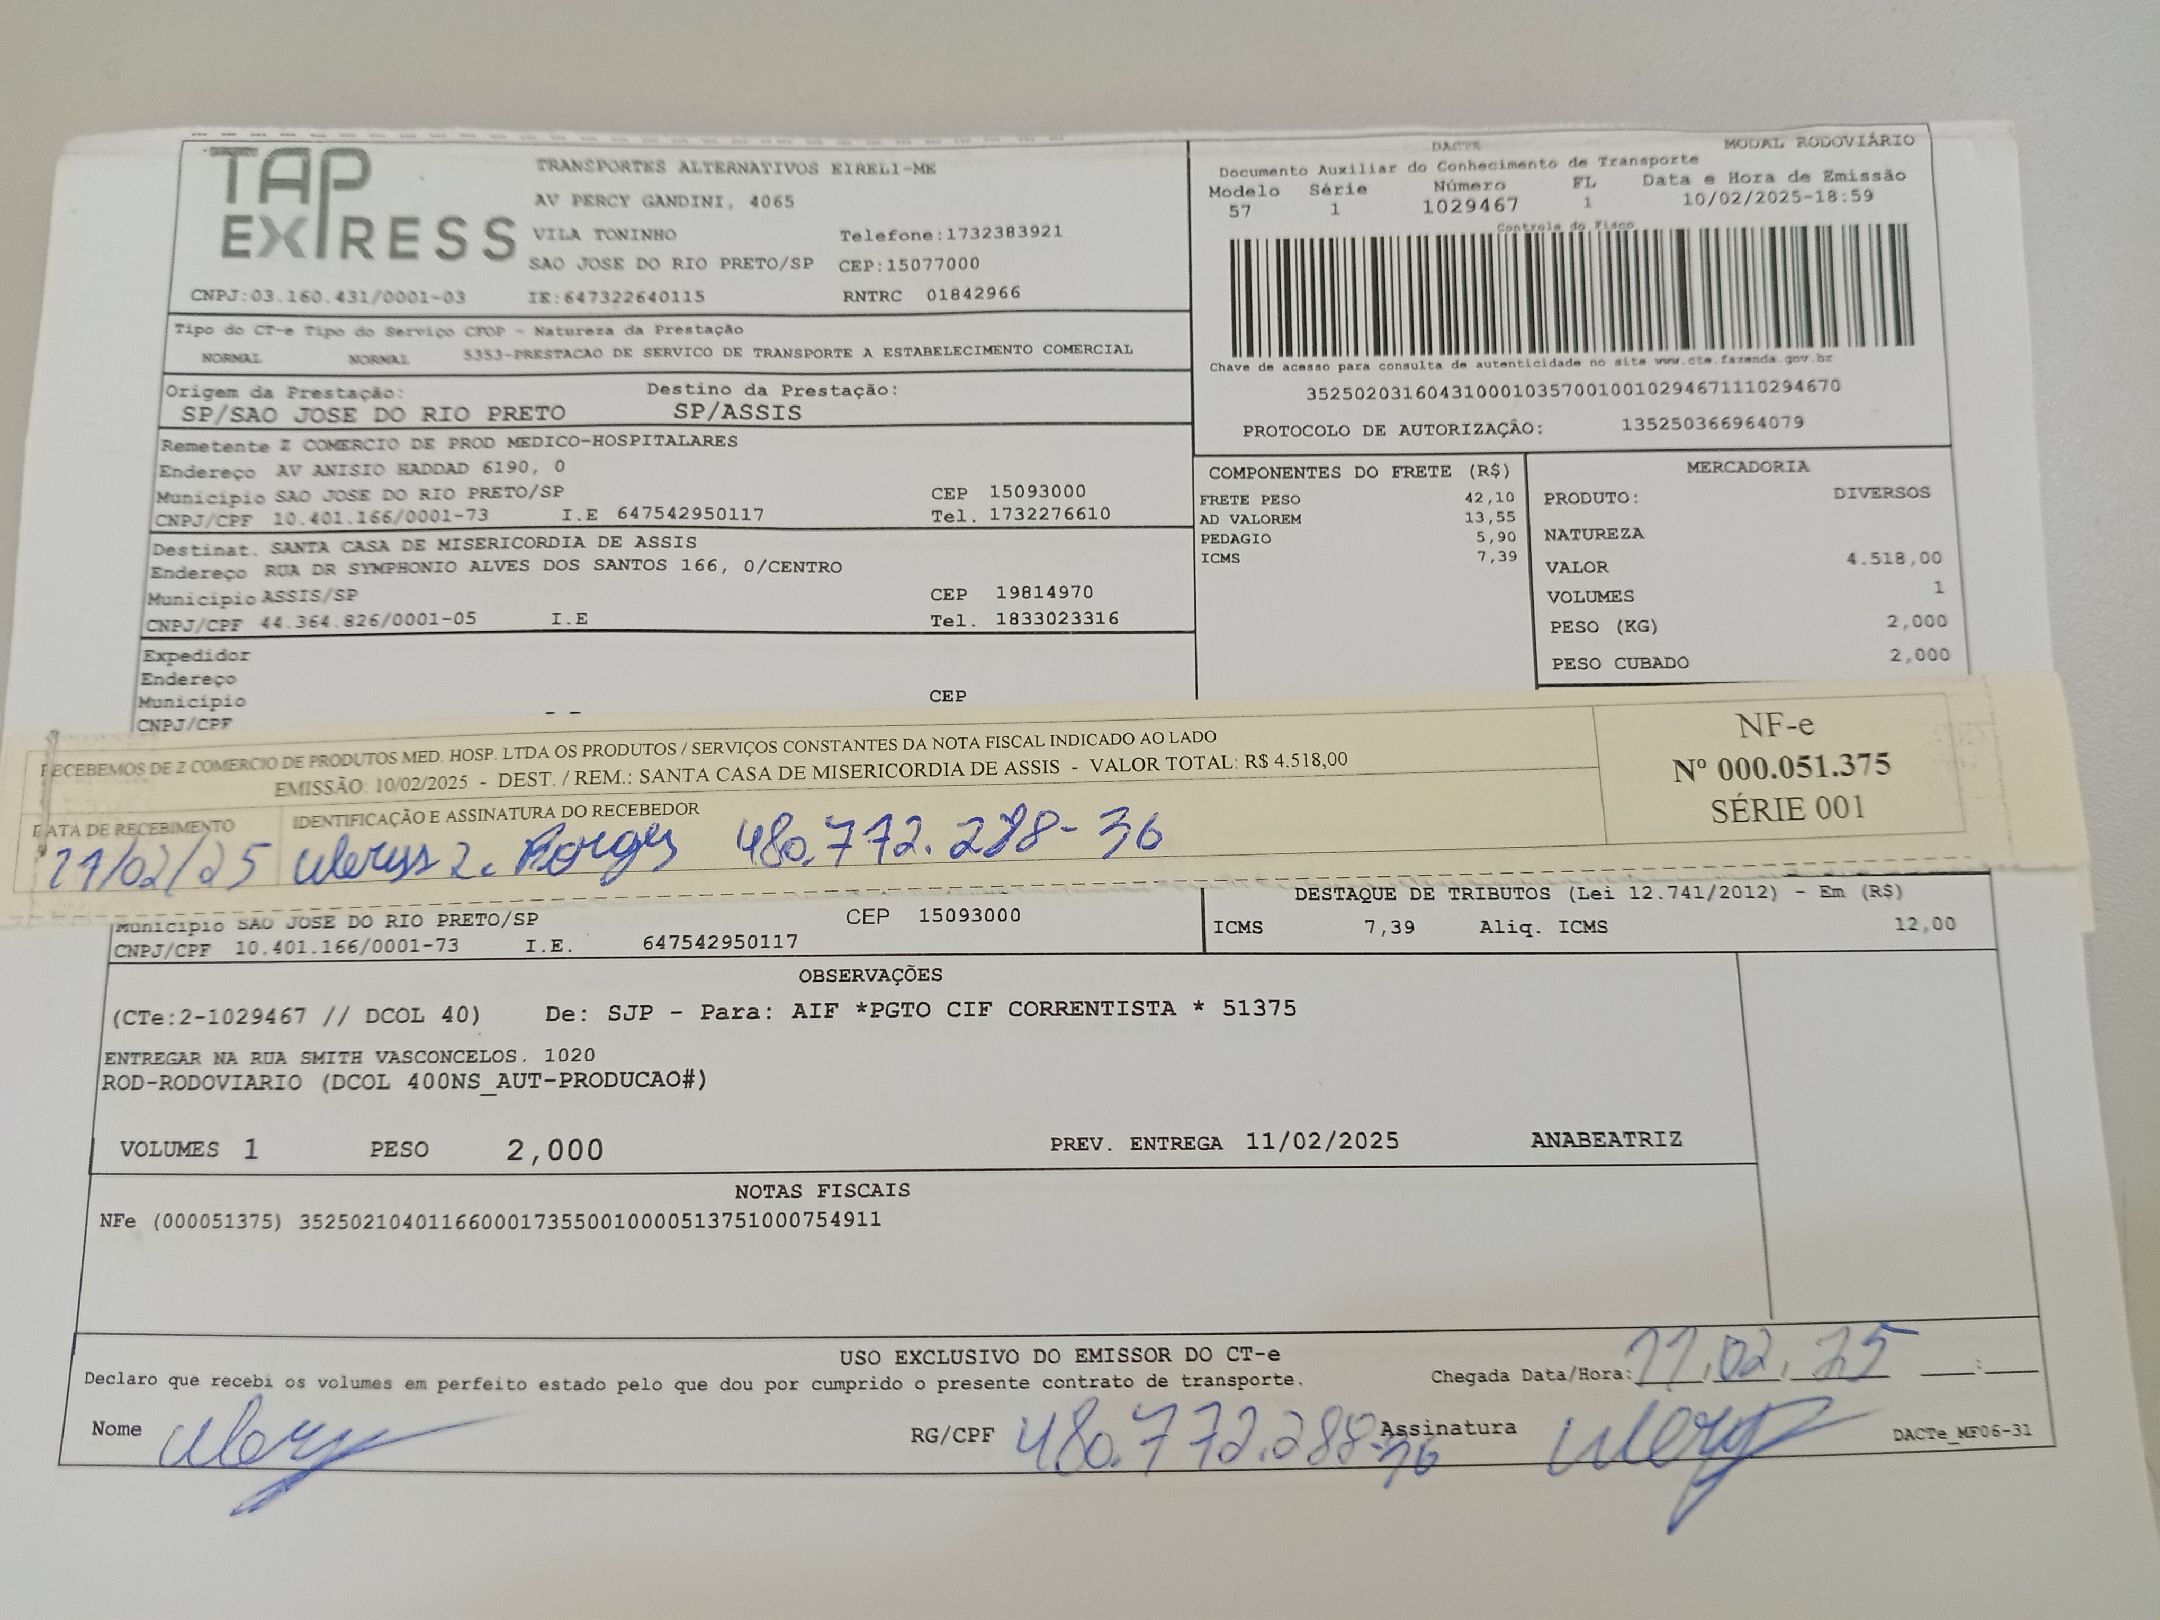 TAP EXPRESS
TRANSPORTES ALTERNATIVOS EIRELI-ME
AV PERCY GANDINI, 4065
VILA TONINHO Telefone:1732383921
SAO JOSE DO RIO PRETO/SP CEP:15077000
CNPJ:03.160.431/0001-03 IE:647322640115 RNTRC 01842966
DACTE MODAL RODOVIÁRIO
Documento Auxiliar do Conhecimento de Transporte
Modelo Série Número FL Data e Hora de Emissão
57 1 1029467 1 10/02/2025-18:59
Controle do Fisco
Chave de acesso para consulta de autenticidade no site www.cte.fazenda.gov.br
35250203160431000103570010010294671110294670
PROTOCOLO DE AUTORIZAÇÃO: 135250366964079
Tipo do CT-e Tipo do Serviço CFOP - Natureza da Prestação
NORMAL NORMAL 5353-PRESTACAO DE SERVICO DE TRANSPORTE A ESTABELECIMENTO COMERCIAL
Origem da Prestação: Destino da Prestação:
SP/SAO JOSE DO RIO PRETO SP/ASSIS
Remetente Z COMERCIO DE PROD MEDICO-HOSPITALARES
Endereço AV ANISIO HADDAD 6190, 0
Município SAO JOSE DO RIO PRETO/SP CEP 15093000
CNPJ/CPF 10.401.166/0001-73 I.E 647542950117 Tel. 1732276610
Destinat. SANTA CASA DE MISERICORDIA DE ASSIS
Endereço RUA DR SYMPHONIO ALVES DOS SANTOS 166, 0/CENTRO
Município ASSIS/SP CEP 19814970
CNPJ/CPF 44.364.826/0001-05 I.E Tel. 1833023316
Expedidor
Endereço
Município CEP
CNPJ/CPF
COMPONENTES DO FRETE (R$)
FRETE PESO 42,10
AD VALOREM 13,55
PEDAGIO 5,90
ICMS 7,39
MERCADORIA
PRODUTO: DIVERSOS
NATUREZA
VALOR 4.518,00
VOLUMES 1
PESO (KG) 2,000
PESO CUBADO 2,000
RECEBEMOS DE Z COMERCIO DE PRODUTOS MED. HOSP. LTDA OS PRODUTOS / SERVIÇOS CONSTANTES DA NOTA FISCAL INDICADO AO LADO
EMISSÃO: 10/02/2025 - DEST. / REM.: SANTA CASA DE MISERICORDIA DE ASSIS - VALOR TOTAL: R$ 4.518,00
DATA DE RECEBIMENTO IDENTIFICAÇÃO E ASSINATURA DO RECEBEDOR
11/02/25 Borges 480.772.288-36
NF-e
Nº 000.051.375
SÉRIE 001
Município SAO JOSE DO RIO PRETO/SP CEP 15093000
CNPJ/CPF 10.401.166/0001-73 I.E. 647542950117
DESTAQUE DE TRIBUTOS (Lei 12.741/2012) - Em (R$)
ICMS 7,39 Aliq. ICMS 12,00
OBSERVAÇÕES
(CTe:2-1029467 // DCOL 40) De: SJP - Para: AIF *PGTO CIF CORRENTISTA * 51375
ENTREGAR NA RUA SMITH VASCONCELOS. 1020
ROD-RODOVIARIO (DCOL 400NS_AUT-PRODUCAO#)
VOLUMES 1 PESO 2,000 PREV. ENTREGA 11/02/2025 ANABEATRIZ
NOTAS FISCAIS
NFe (000051375) 35250210401166000173550010000513751000754911
USO EXCLUSIVO DO EMISSOR DO CT-e
Declaro que recebi os volumes em perfeito estado pelo que dou por cumprido o presente contrato de transporte. Chegada Data/Hora: 11.02.25
Nome RG/CPF 480.772.288-36 Assinatura DACTe_MF06-31